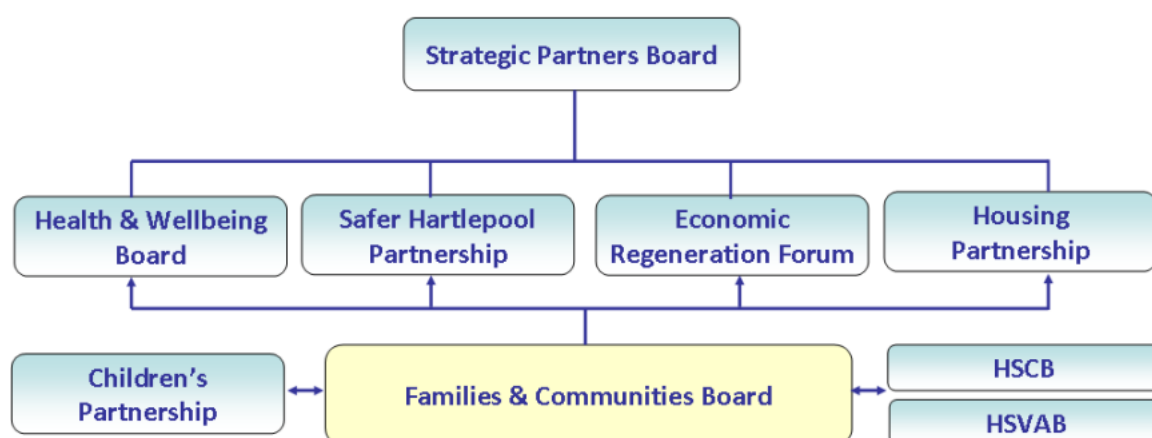 Strategic Partners Board
Health & Wellbeing
Board
Safer Hartlepool
Partnership
Economic
Regeneration Forum
Housing
Partnership
Children’s
Partnership
Families & Communities Board
HSCB
HSVAB